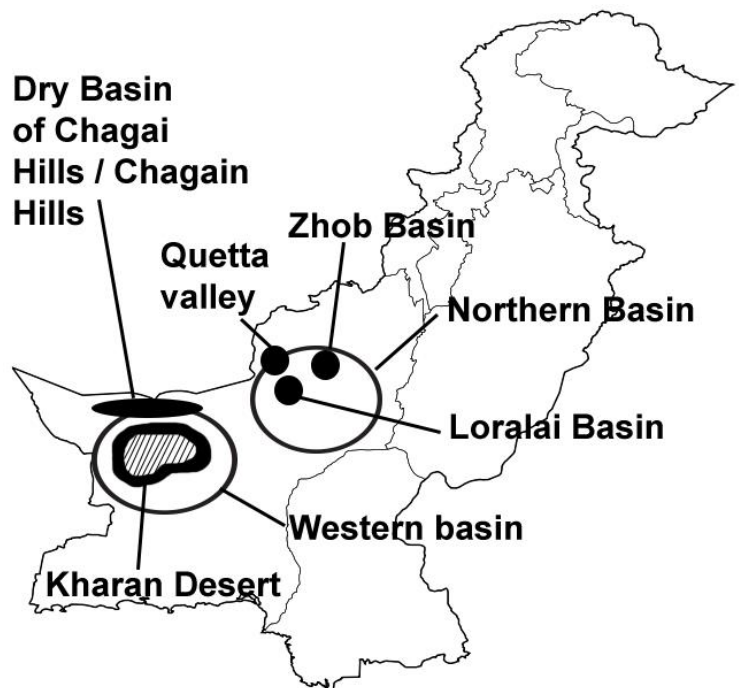 Dry Basin
of Chagai
Hills / Chagain
Hills
Zhob Basin
Quetta
valley
Northern Basin
Loralai Basin
Western basin
Kharan Desert